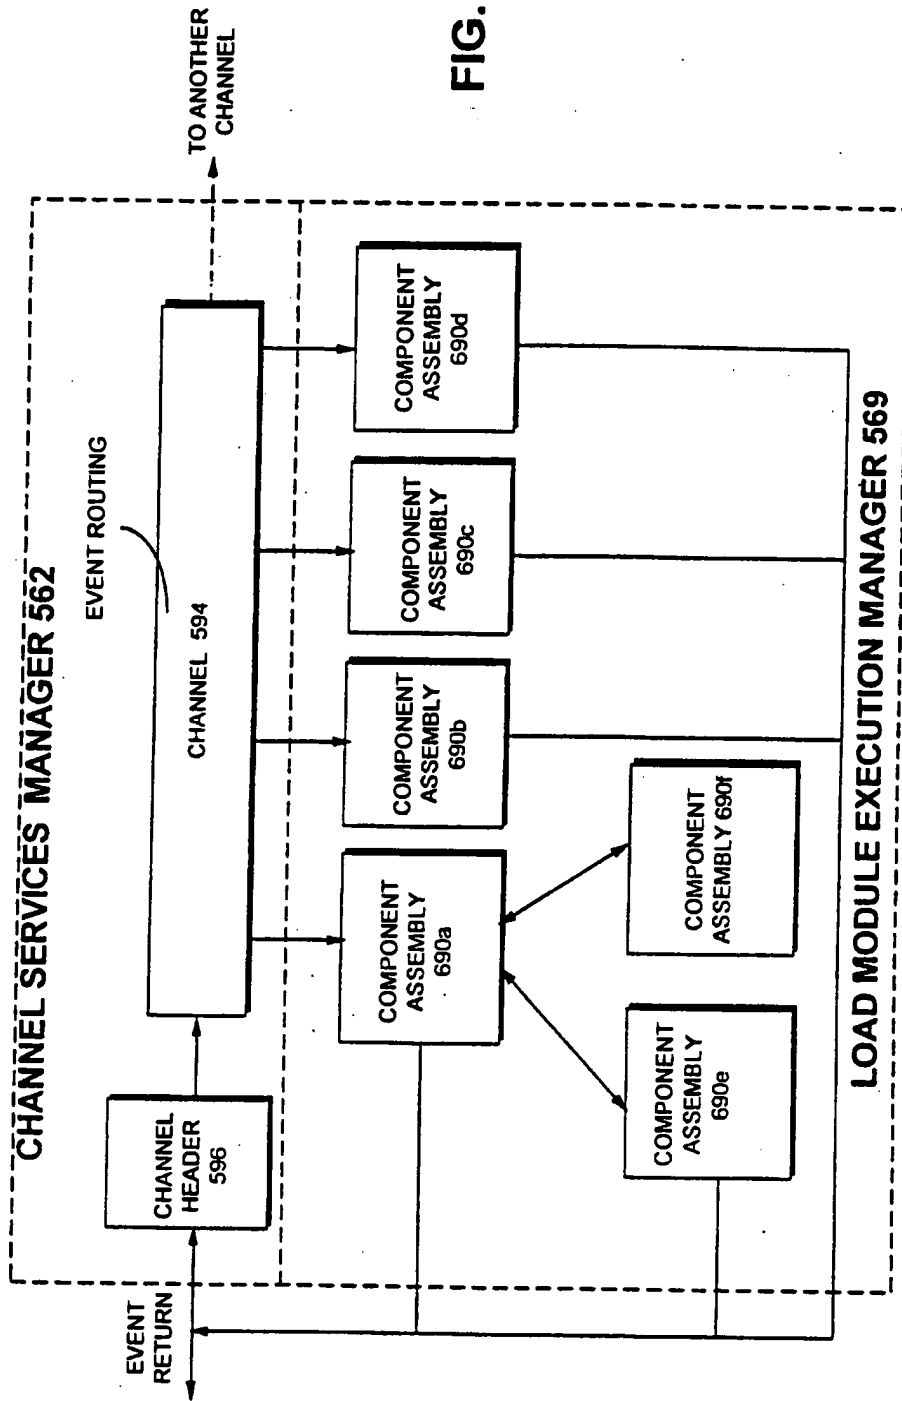 CHANNEL SERVICES MANAGER 562
EVENT
RETURN
CHANNEL
HEADER
596
EVENT ROUTING
CHANNEL 594
TO ANOTHER
CHANNEL
COMPONENT
ASSEMBLY
690a
COMPONENT
ASSEMBLY
690b
COMPONENT
ASSEMBLY
690c
COMPONENT
ASSEMBLY
690d
COMPONENT
ASSEMBLY
690e
COMPONENT
ASSEMBLY 690f
LOAD MODULE EXECUTION MANAGER 569
FIG.